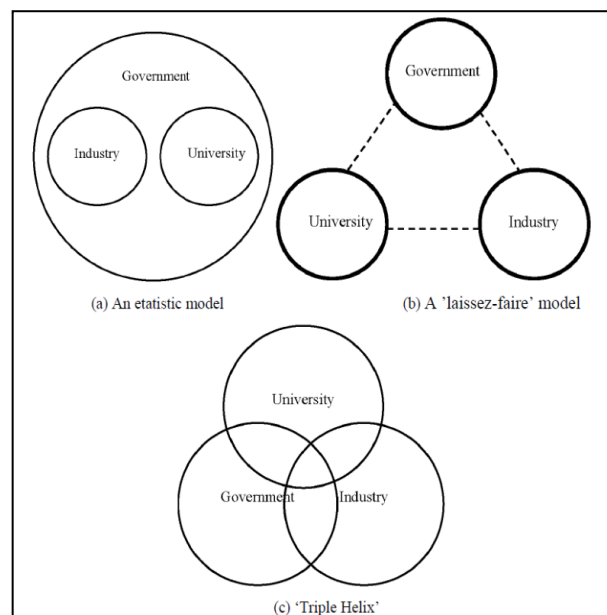 Government
Industry
University
(a) An etatistic model
Government
University
Industry
(b) A 'laissez-faire' model
University
Government
Industry
(c) ‘Triple Helix’